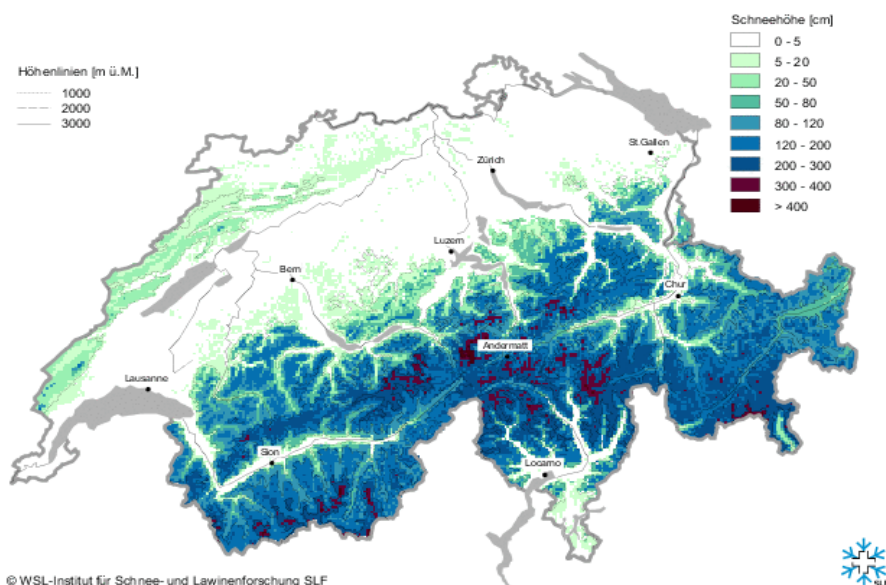 Schneehöhe [cm]
0 - 5
5 - 20
20 - 50
50 - 80
80 - 120
120 - 200
200 - 300
300 - 400
> 400
Höhenlinien [m ü.M.]
1000
2000
3000
St.Gallen
Zürich
Luzern
Bern
Chur
Andermatt
Lausanne
Sion
Locarno
© WSL-Institut für Schnee- und Lawinenforschung SLF
SLF